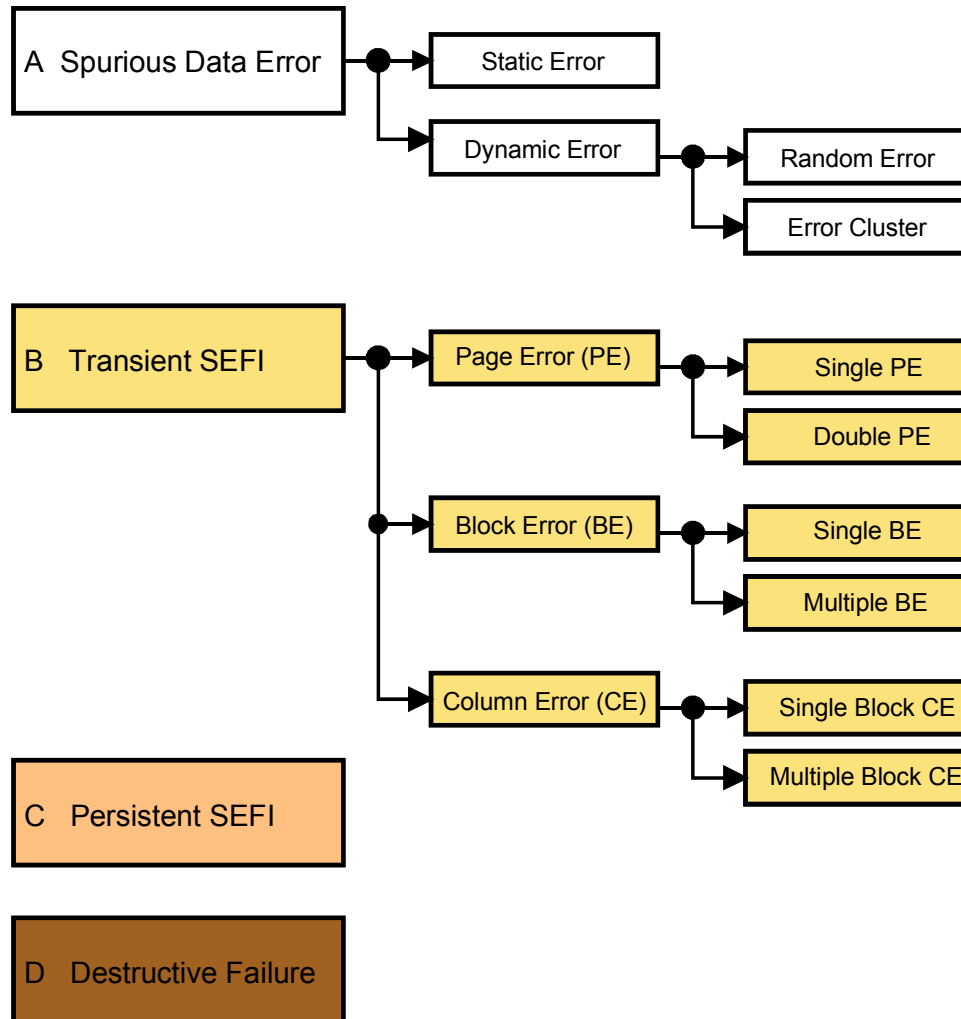 A Spurious Data Error
Static Error
Dynamic Error
Random Error
Error Cluster
B Transient SEFI
Page Error (PE)
Single PE
Double PE
Block Error (BE)
Single BE
Multiple BE
Column Error (CE)
Single Block CE
Multiple Block CE
C Persistent SEFI
D Destructive Failure